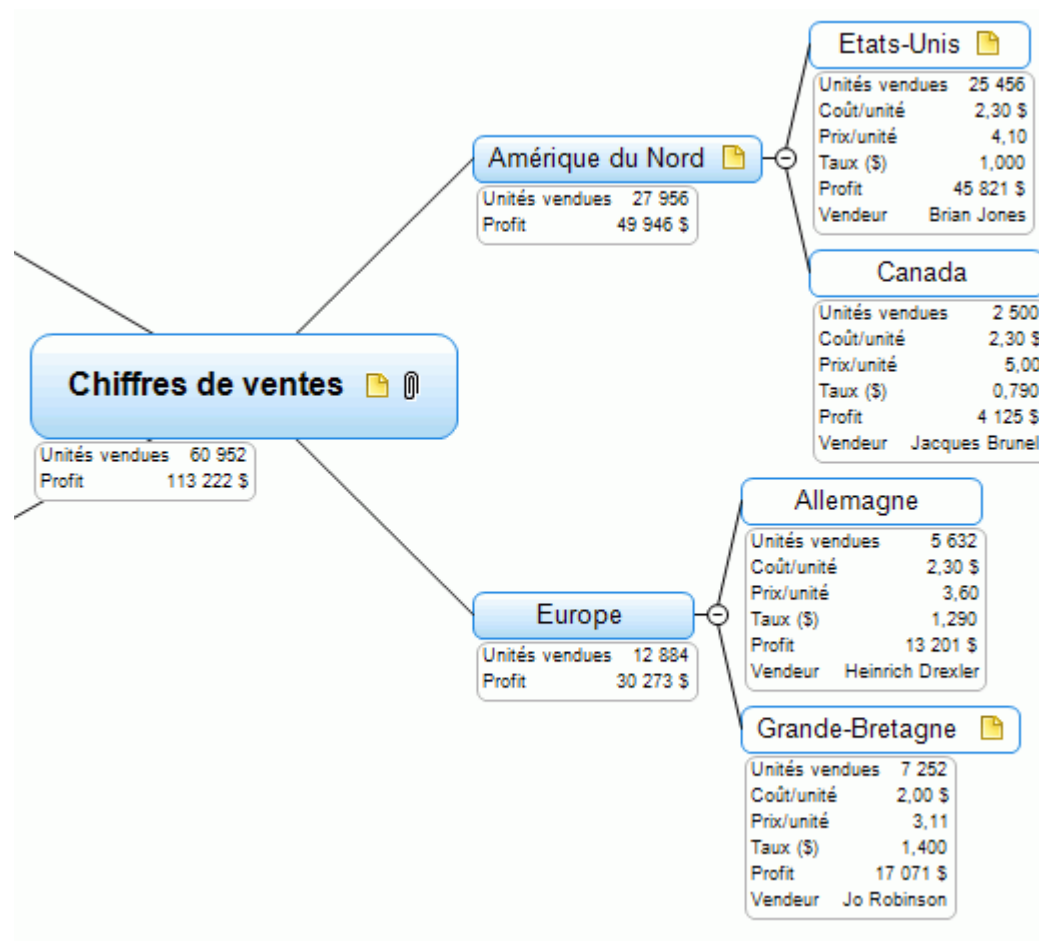 Etats-Unis
Unités vendues 25 456
Coût/unité 2,30 $
Prix/unité 4,10
Taux ($) 1,000
Profit 45 821 $
Vendeur Brian Jones
Amérique du Nord
Unités vendues 27 956
Profit 49 946 $
Canada
Unités vendues 2 500
Coût/unité 2,30 $
Prix/unité 5,00
Taux ($) 0,790
Profit 4 125 $
Vendeur Jacques Brunel
Chiffres de ventes
Unités vendues 60 952
Profit 113 222 $
Allemagne
Unités vendues 5 632
Coût/unité 2,30 $
Prix/unité 3,60
Taux ($) 1,290
Profit 13 201 $
Vendeur Heinrich Drexler
Europe
Unités vendues 12 884
Profit 30 273 $
Grande-Bretagne
Unités vendues 7 252
Coût/unité 2,00 $
Prix/unité 3,11
Taux ($) 1,400
Profit 17 071 $
Vendeur Jo Robinson